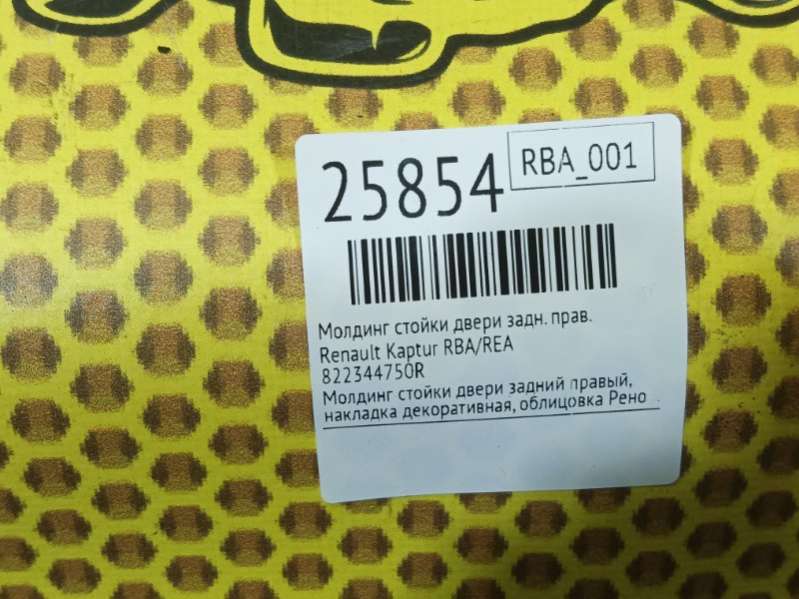 25854
RBA_001
Молдинг стойки двери задн. прав.
Renault Kaptur RBA/REA
822344750R
Молдинг стойки двери задний правый,
накладка декоративная, облицовка Рено